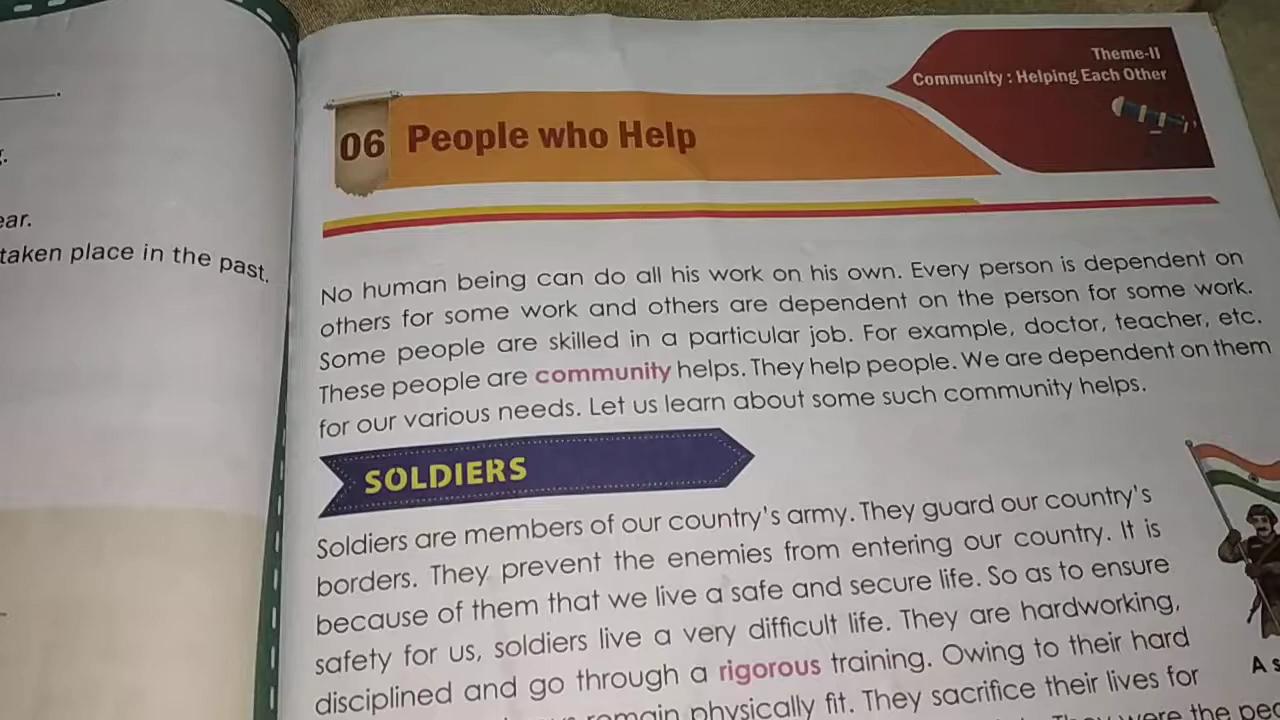 ear.
taken place in the past.
Theme-II
Community : Helping Each Other
06 People who Help
No human being can do all his work on his own. Every person is dependent on
others for some work and others are dependent on the person for some work.
Some people are skilled in a particular job. For example, doctor, teacher, etc.
These people are community helps. They help people. We are dependent on them
for our various needs. Let us learn about some such community helps.
SOLDIERS
Soldiers are members of our country's army. They guard our country's
borders. They prevent the enemies from entering our country. It is
because of them that we live a safe and secure life. So as to ensure
safety for us, soldiers live a very difficult life. They are hardworking,
disciplined and go through a rigorous training. Owing to their hard
remain physically fit. They sacrifice their lives for
A s
They were the